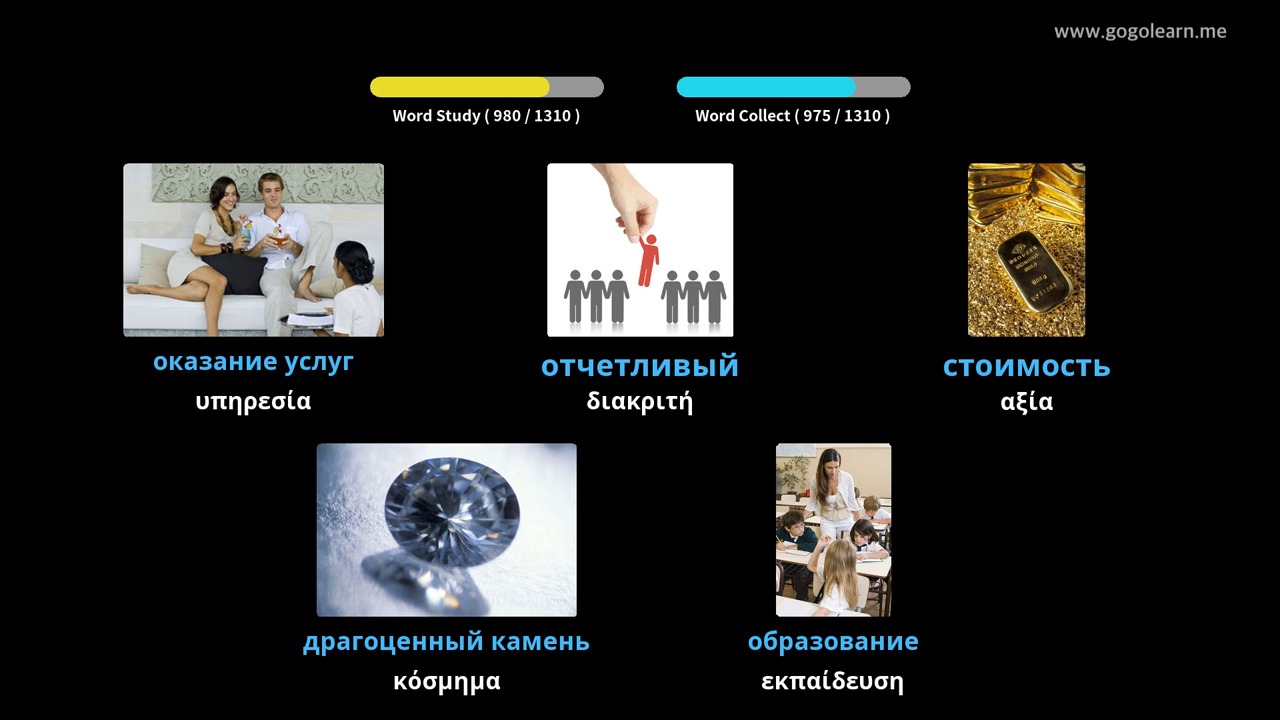 www.gogolearn.me
Word Study ( 980 / 1310 )
Word Collect ( 975 / 1310 )
оказание услуг
υπηρεσία
отчетливый
διακριτή
стоимость
αξία
драгоценный камень
κόσμημα
образование
εκπαίδευση